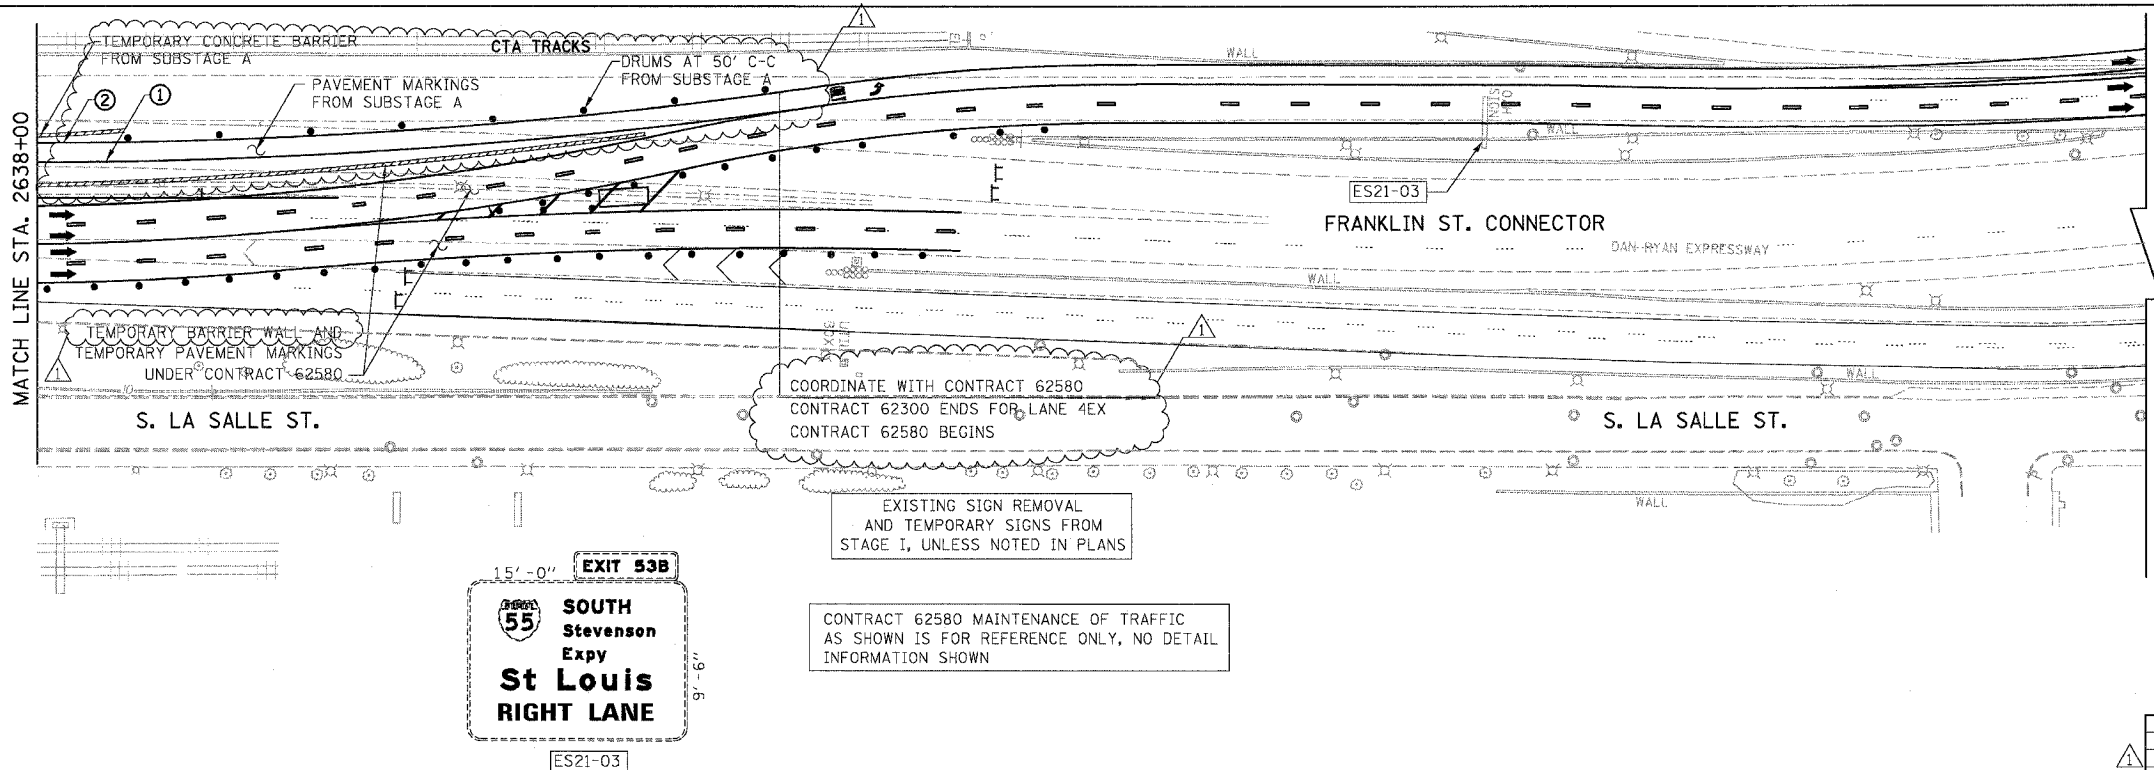 TEMPORARY CONCRETE BARRIER
FROM SUBSTAGE A
CTA TRACKS
DRUMS AT 50' C-C
FROM SUBSTAGE A
PAVEMENT MARKINGS
FROM SUBSTAGE A
1
2
1
MATCH LINE STA. 2638+00
WALL
WALL
ES21-03
FRANKLIN ST. CONNECTOR
DAN RYAN EXPRESSWAY
WALL
TEMPORARY BARRIER WALL AND
TEMPORARY PAVEMENT MARKINGS
UNDER CONTRACT 62580
1
1
COORDINATE WITH CONTRACT 62580
CONTRACT 62300 ENDS FOR LANE 4EX
CONTRACT 62580 BEGINS
WALL
S. LA SALLE ST.
S. LA SALLE ST.
WALL
EXISTING SIGN REMOVAL
AND TEMPORARY SIGNS FROM
STAGE I, UNLESS NOTED IN PLANS
15'-0"
EXIT 53B
55
SOUTH
Stevenson
Expy
St Louis
RIGHT LANE
9'-6"
ES21-03
CONTRACT 62580 MAINTENANCE OF TRAFFIC
AS SHOWN IS FOR REFERENCE ONLY, NO DETAIL
INFORMATION SHOWN
1